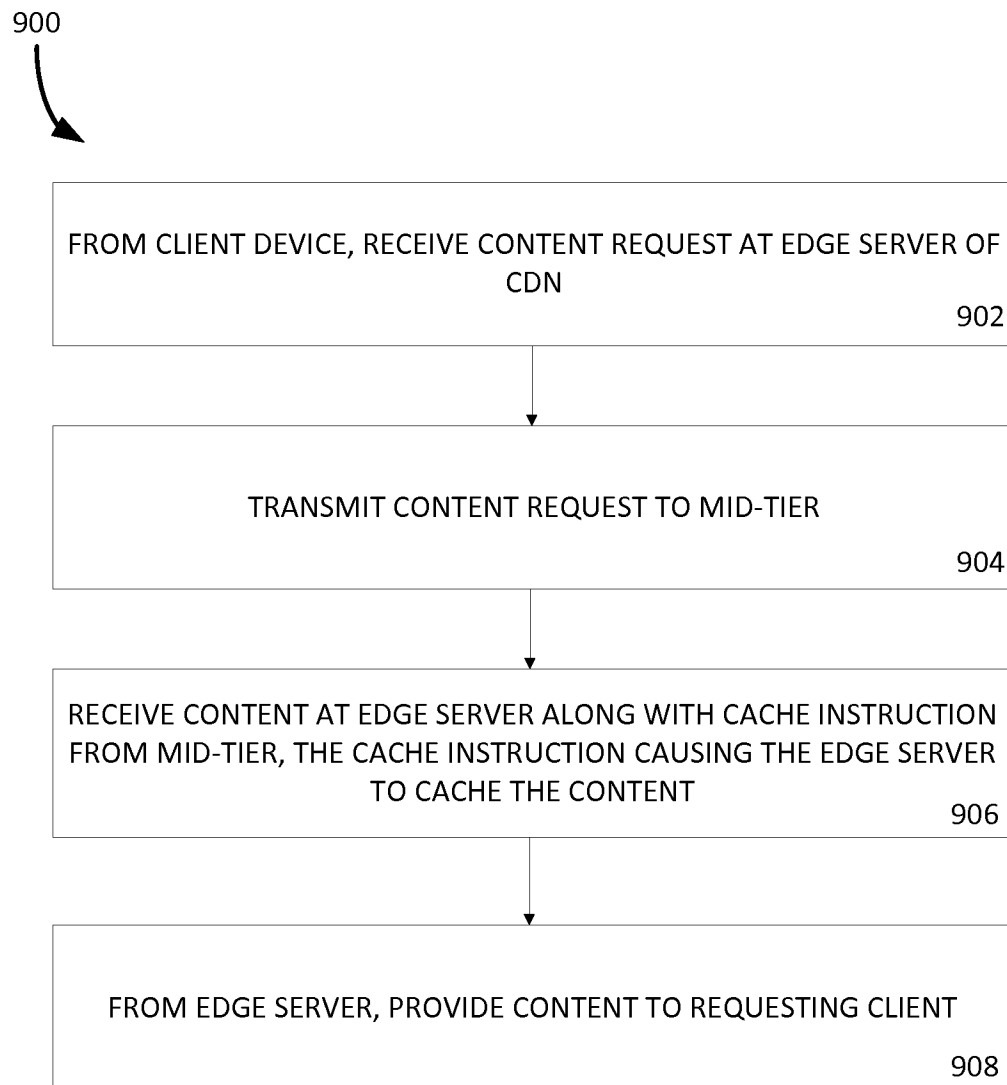 900
FROM CLIENT DEVICE, RECEIVE CONTENT REQUEST AT EDGE SERVER OF
CDN
902
TRANSMIT CONTENT REQUEST TO MID-TIER
904
RECEIVE CONTENT AT EDGE SERVER ALONG WITH CACHE INSTRUCTION
FROM MID-TIER, THE CACHE INSTRUCTION CAUSING THE EDGE SERVER
TO CACHE THE CONTENT
906
FROM EDGE SERVER, PROVIDE CONTENT TO REQUESTING CLIENT
908